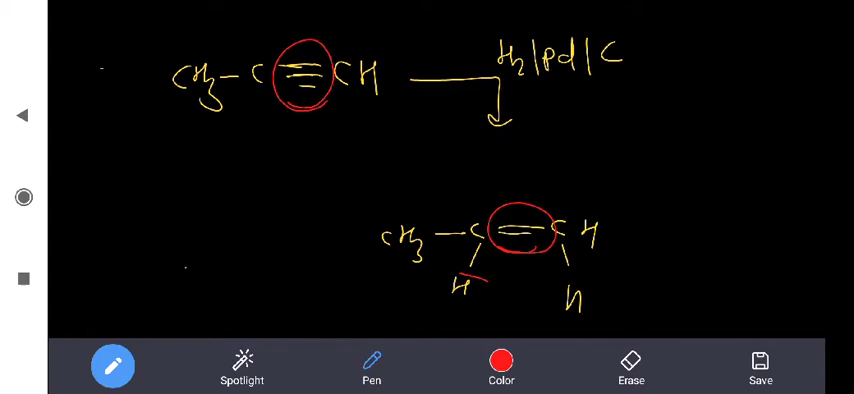 CH3 - C ≡ CH → H2/Pd/C
CH3 - C = C H
H H
Spotlight Pen Color Erase Save